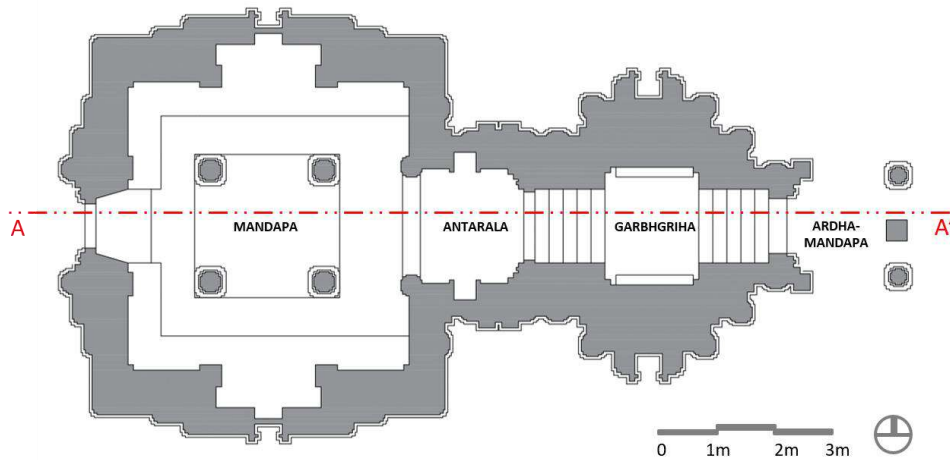 A
MANDAPA
ANTARALA
GARBHGRIHA
ARDHA-
MANDAPA
A'
0 1m 2m 3m